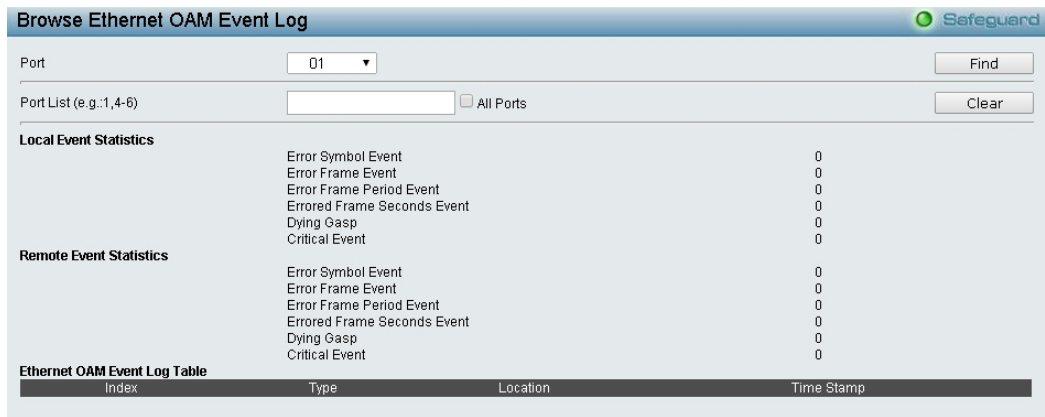 Browse Ethernet OAM Event Log
Safeguard
Port 01 Find
Port List (e.g.:1,4-6) All Ports Clear
Local Event Statistics
Error Symbol Event 0
Error Frame Event 0
Error Frame Period Event 0
Errored Frame Seconds Event 0
Dying Gasp 0
Critical Event 0
Remote Event Statistics
Error Symbol Event 0
Error Frame Event 0
Error Frame Period Event 0
Errored Frame Seconds Event 0
Dying Gasp 0
Critical Event 0
Ethernet OAM Event Log Table
Index Type Location Time Stamp